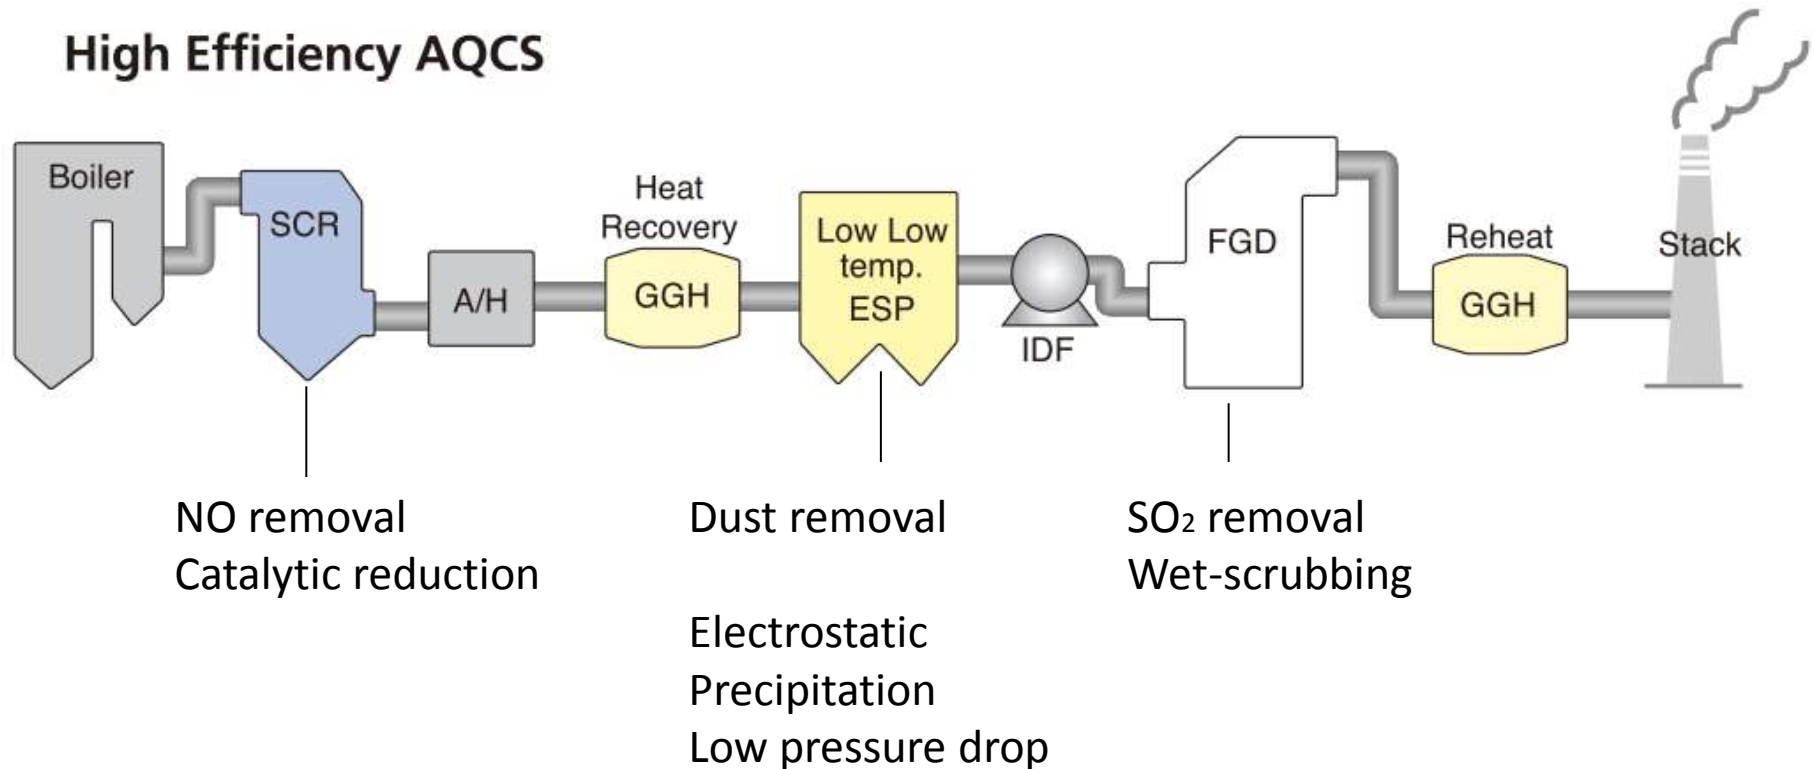 High Efficiency AQCS
Boiler
SCR
A/H
Heat
Recovery
GGH
Low Low
temp.
ESP
IDF
FGD
Reheat
GGH
Stack
NO removal
Catalytic reduction
Dust removal
Electrostatic
Precipitation
Low pressure drop
SO₂ removal
Wet-scrubbing